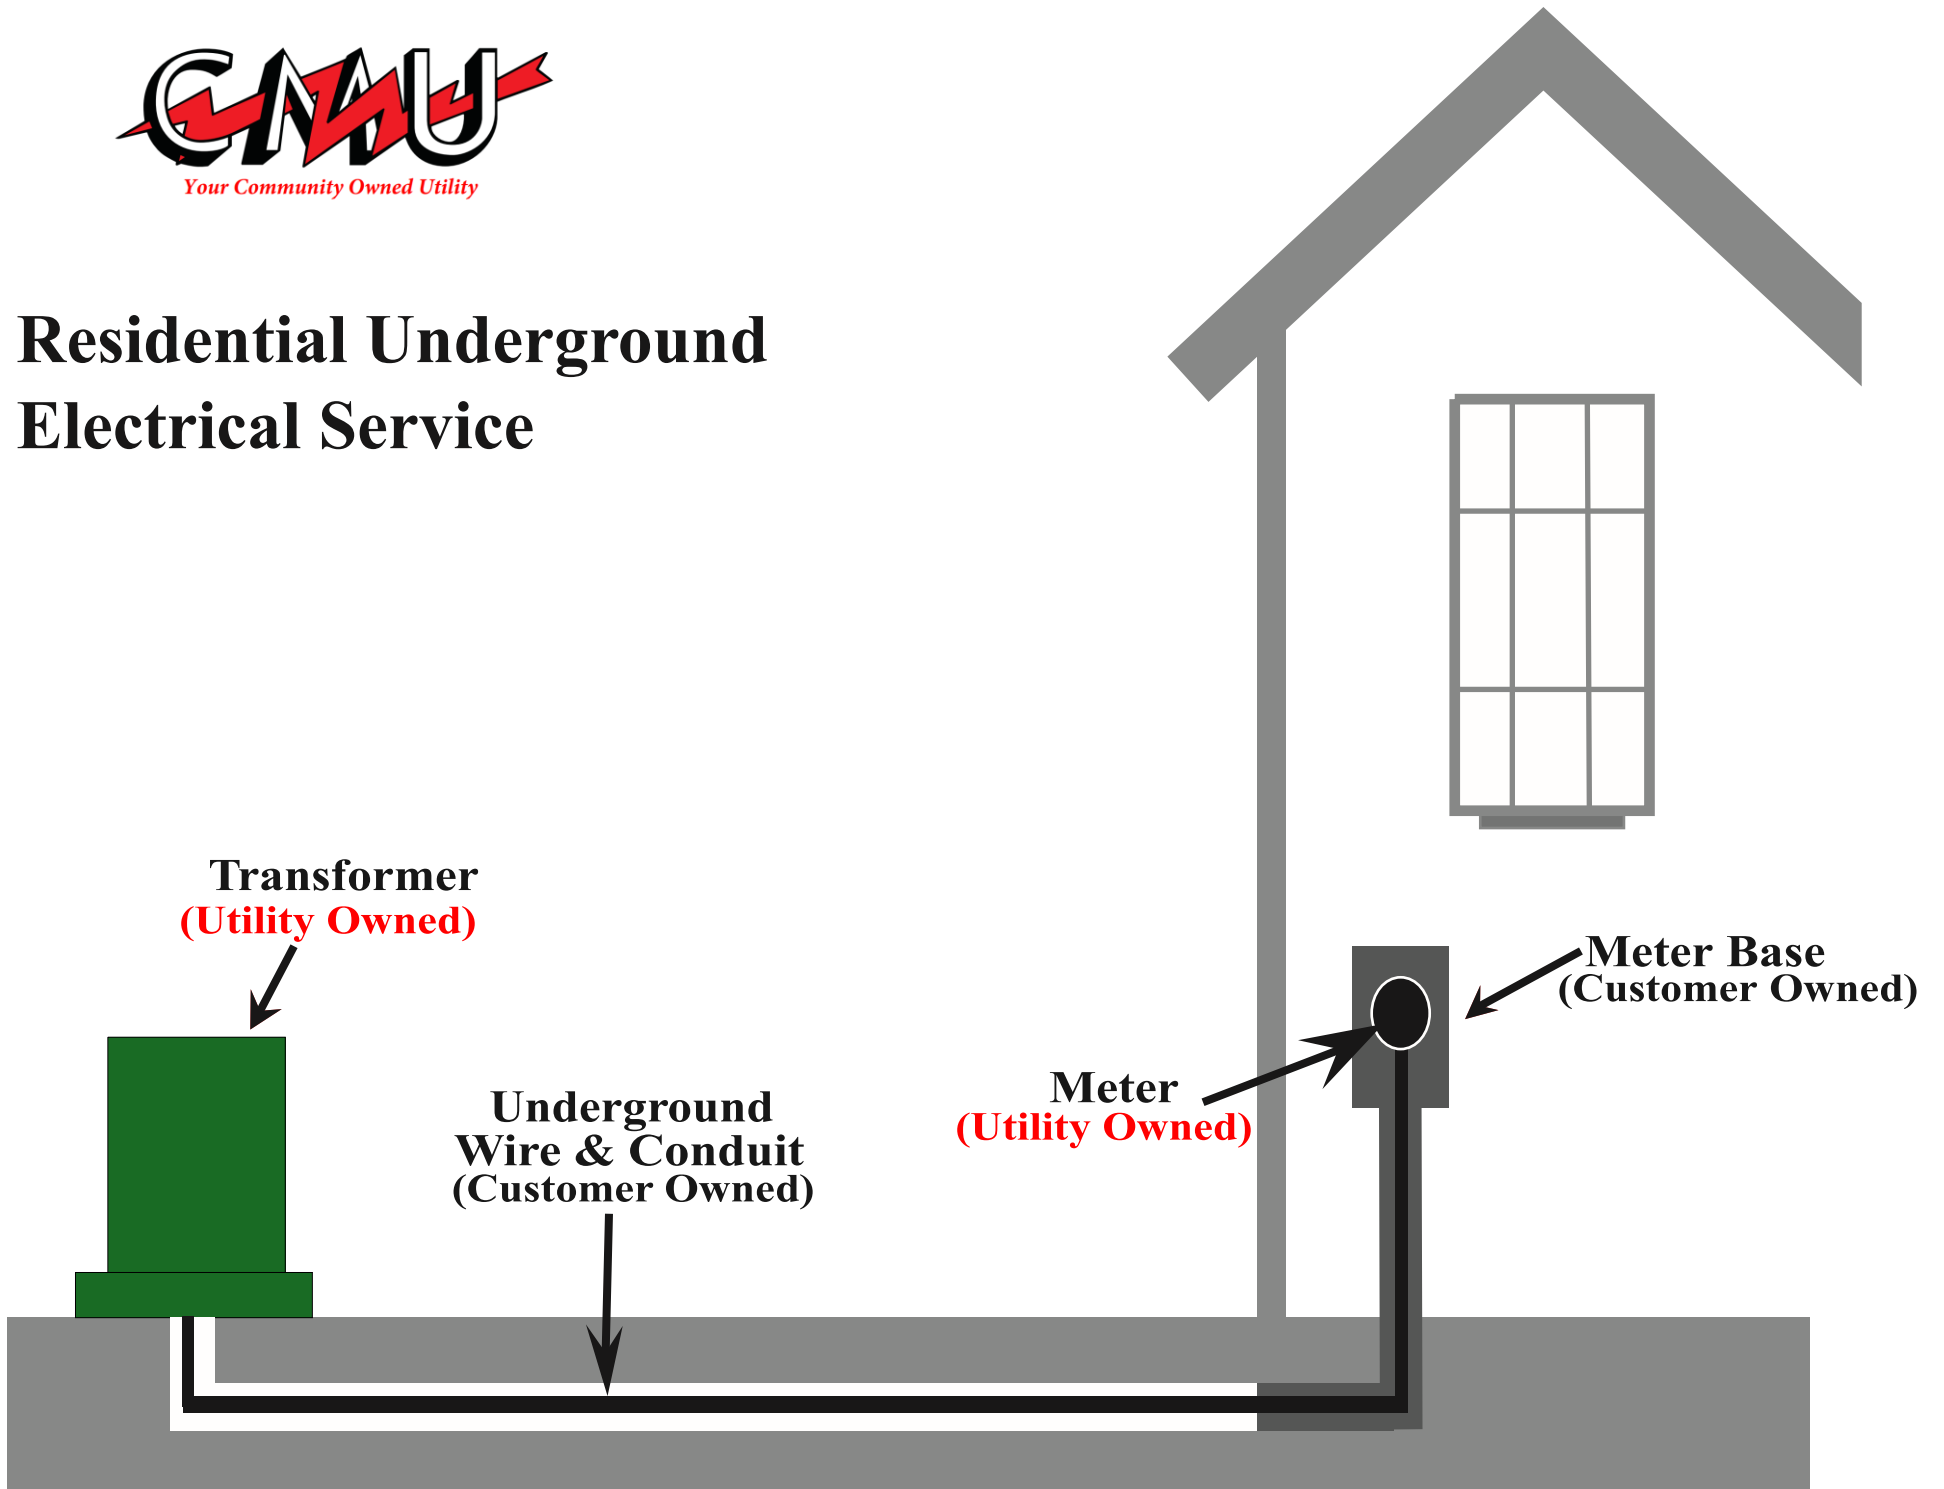 CMU
Your Community Owned Utility
Residential Underground
Electrical Service
Transformer
(Utility Owned)
Underground
Wire & Conduit
(Customer Owned)
Meter
(Utility Owned)
Meter Base
(Customer Owned)